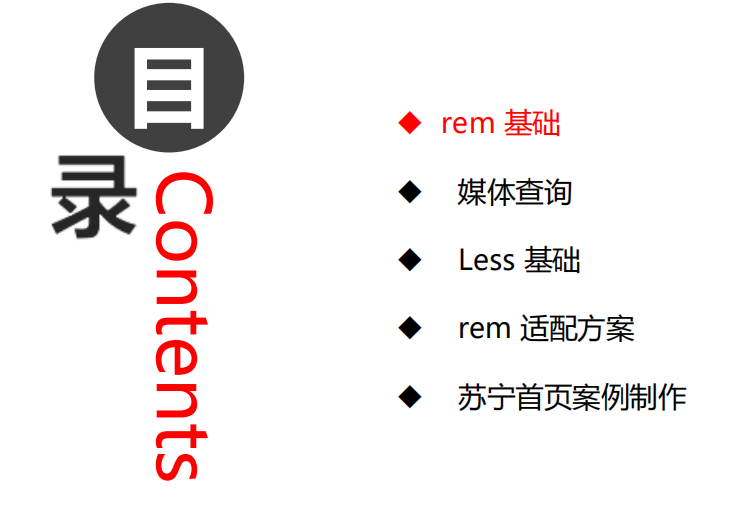 目
录
Contents
◆ rem 基础
◆ 媒体查询
◆ Less 基础
◆ rem 适配方案
◆ 苏宁首页案例制作